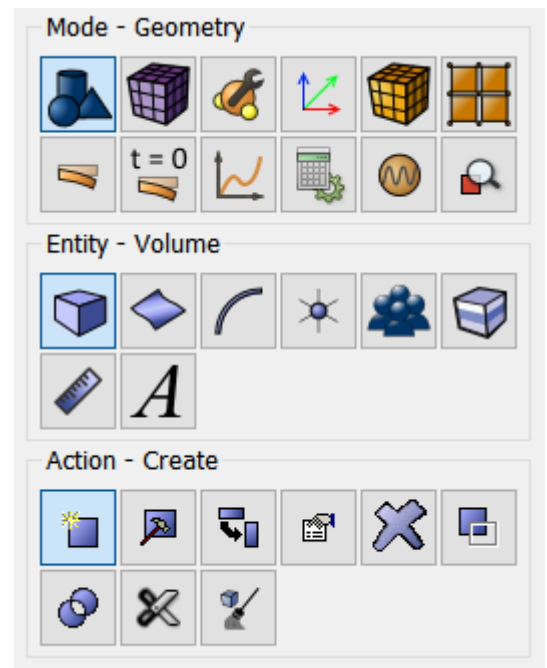 Mode - Geometry
t = 0
Entity - Volume
A
Action - Create